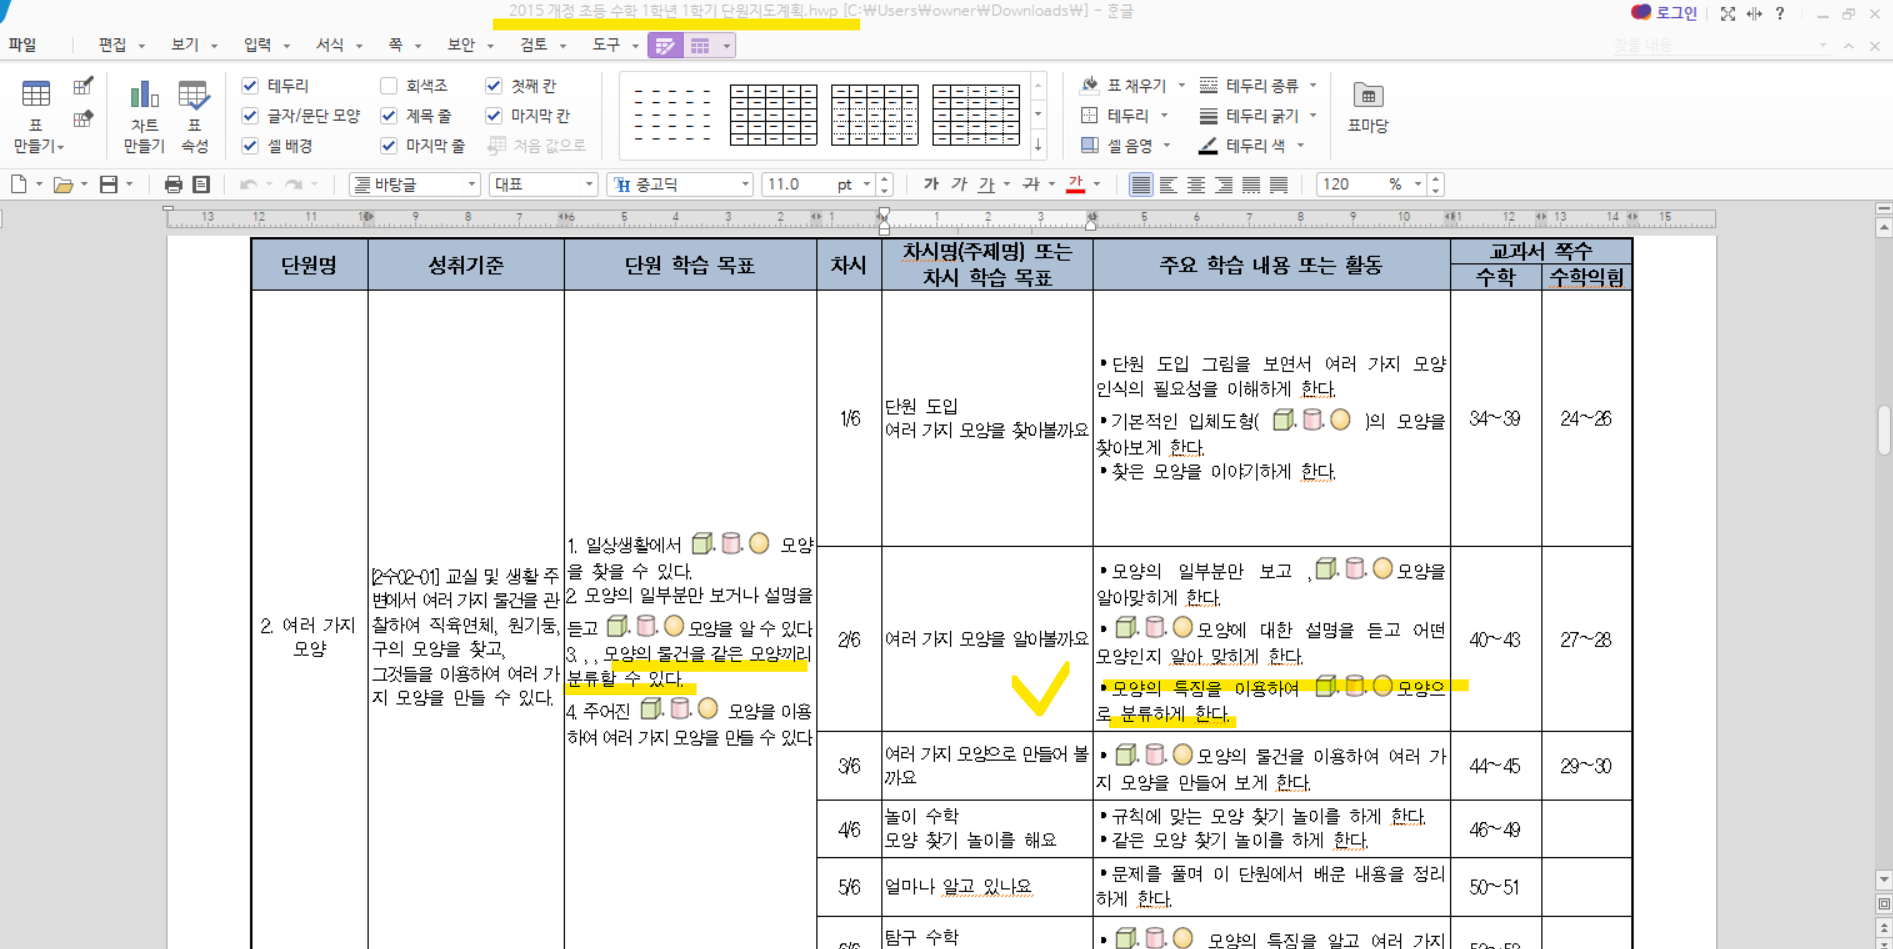 2015 개정 초등 수학 1학년 1학기 단원지도계획.hwp [C:₩Users₩owner₩Downloads₩] - 훈글
로그인
?
파일 편집 보기 입력 서식 쪽 보안 검토 도구
찾을 내용
표 만들기
차트 만들기
표 속성
테두리 회색조 첫째 칸
글자/문단 모양 제목 줄 마지막 칸
셀 배경 마지막 줄 처음 값으로
표 채우기 테두리 종류
테두리 테두리 굵기
셀 음영 테두리 색
표마당
바탕글 대표 중고딕 11.0 pt 가 가 가 가 가 120 %
13 12 11 10 9 8 7 6 5 4 3 2 1 1 2 3 5 6 7 8 9 10 11 12 13 14 15
단원명 성취기준 단원 학습 목표 차시 차시명(주제명) 또는 차시 학습 목표 주요 학습 내용 또는 활동 교과서 쪽수
수학 수학익힘
2. 여러 가지
모양
[2수02-01] 교실 및 생활 주
변에서 여러 가지 물건을 관
찰하여 직육면체, 원기둥,
구의 모양을 찾고,
그것들을 이용하여 여러 가
지 모양을 만들 수 있다.
1. 일상생활에서 , , 모양
을 찾을 수 있다.
2. 모양의 일부분만 보거나 설명을
듣고 , , 모양을 알 수 있다
3. , , 모양의 물건을 같은 모양끼리
분류할 수 있다.
4. 주어진 , , 모양을 이용
하여 여러 가지 모양을 만들 수 있다
1/6
단원 도입
여러 가지 모양을 찾아볼까요
•단원 도입 그림을 보면서 여러 가지 모양
인식의 필요성을 이해하게 한다.
•기본적인 입체도형( , , )의 모양을
찾아보게 한다.
•찾은 모양을 이야기하게 한다.
34~39
24~26
2/6
여러 가지 모양을 알아볼까요
•모양의 일부분만 보고 , , , 모양을
알아맞히게 한다.
• , , 모양에 대한 설명을 듣고 어떤
모양인지 알아 맞히게 한다.
•모양의 특징을 이용하여 , , 모양으
로 분류하게 한다.
40~43
27~28
3/6
여러 가지 모양으로 만들어 볼
까요
• , , 모양의 물건을 이용하여 여러 가
지 모양을 만들어 보게 한다.
44~45
29~30
4/6
놀이 수학
모양 찾기 놀이를 해요
•규칙에 맞는 모양 찾기 놀이를 하게 한다.
•같은 모양 찾기 놀이를 하게 한다.
46~49
5/6
얼마나 알고 있나요
•문제를 풀며 이 단원에서 배운 내용을 정리
하게 한다.
50~51
탐구 수학
• , , 모양의 특징을 알고 여러 가지